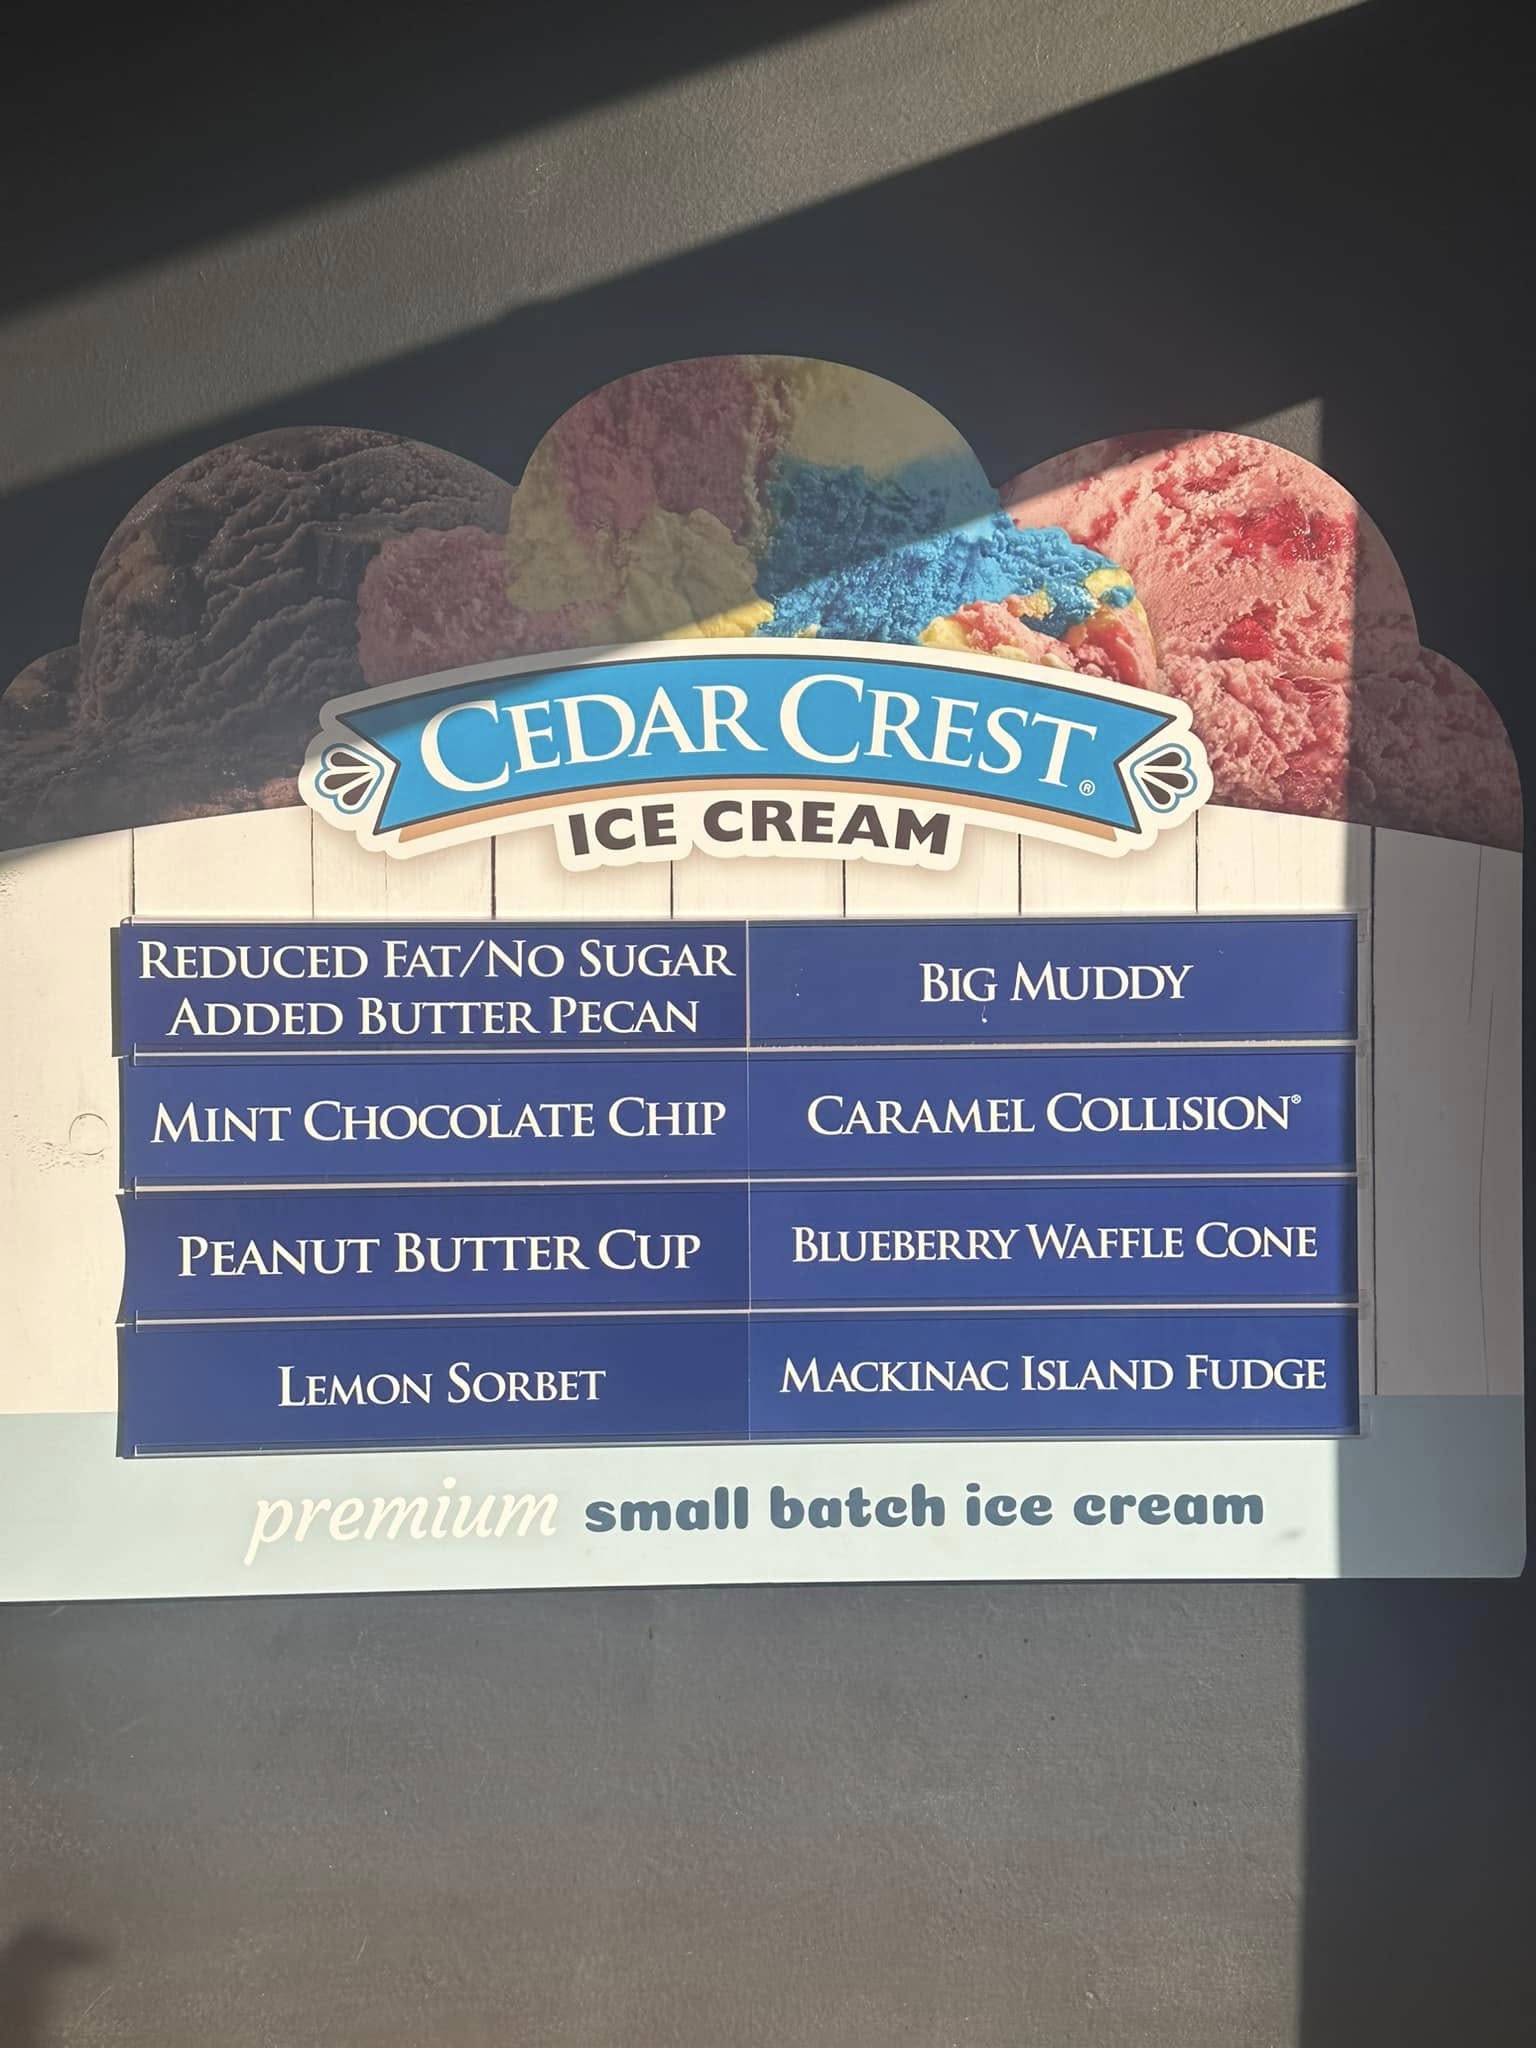 CEDAR CREST®
ICE CREAM
REDUCED FAT/NO SUGAR
ADDED BUTTER PECAN
BIG MUDDY
MINT CHOCOLATE CHIP
CARAMEL COLLISION®
PEANUT BUTTER CUP
BLUEBERRY WAFFLE CONE
LEMON SORBET
MACKINAC ISLAND FUDGE
premium small batch ice cream